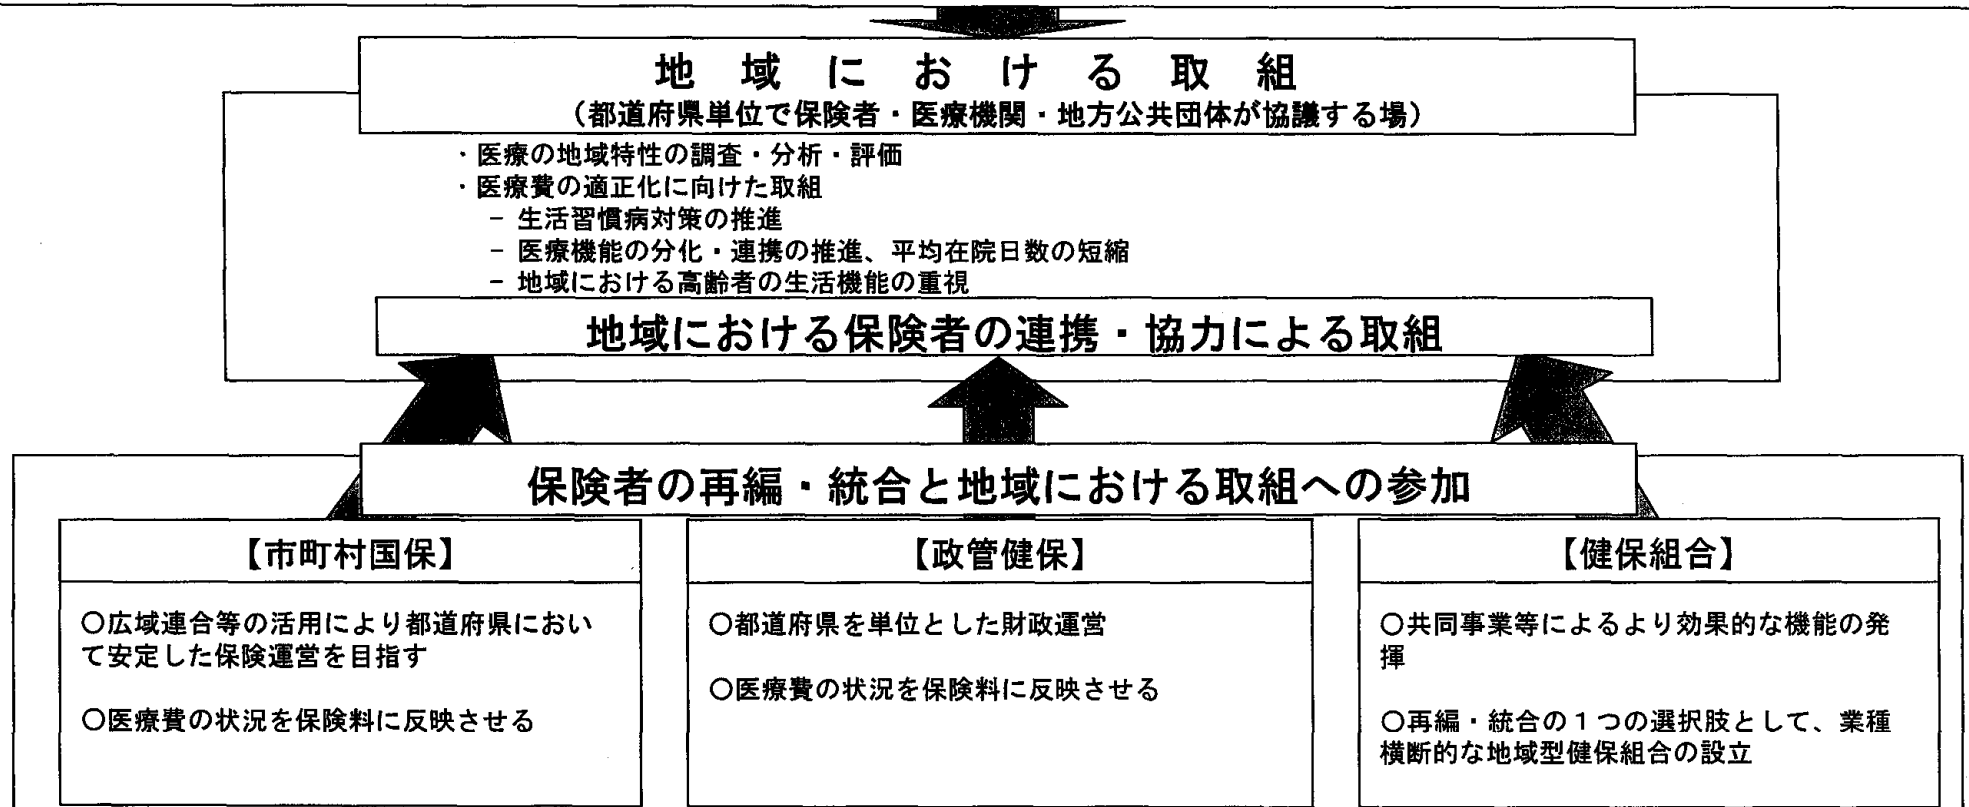 地域における取組
（都道府県単位で保険者・医療機関・地方公共団体が協議する場）
・医療の地域特性の調査・分析・評価
・医療費の適正化に向けた取組
－ 生活習慣病対策の推進
－ 医療機能の分化・連携の推進、平均在院日数の短縮
－ 地域における高齢者の生活機能の重視
地域における保険者の連携・協力による取組
保険者の再編・統合と地域における取組への参加
【市町村国保】
○広域連合等の活用により都道府県におい
て安定した保険運営を目指す
○医療費の状況を保険料に反映させる
【政管健保】
○都道府県を単位とした財政運営
○医療費の状況を保険料に反映させる
【健保組合】
○共同事業等によるより効果的な機能の発
揮
○再編・統合の１つの選択肢として、業種
横断的な地域型健保組合の設立